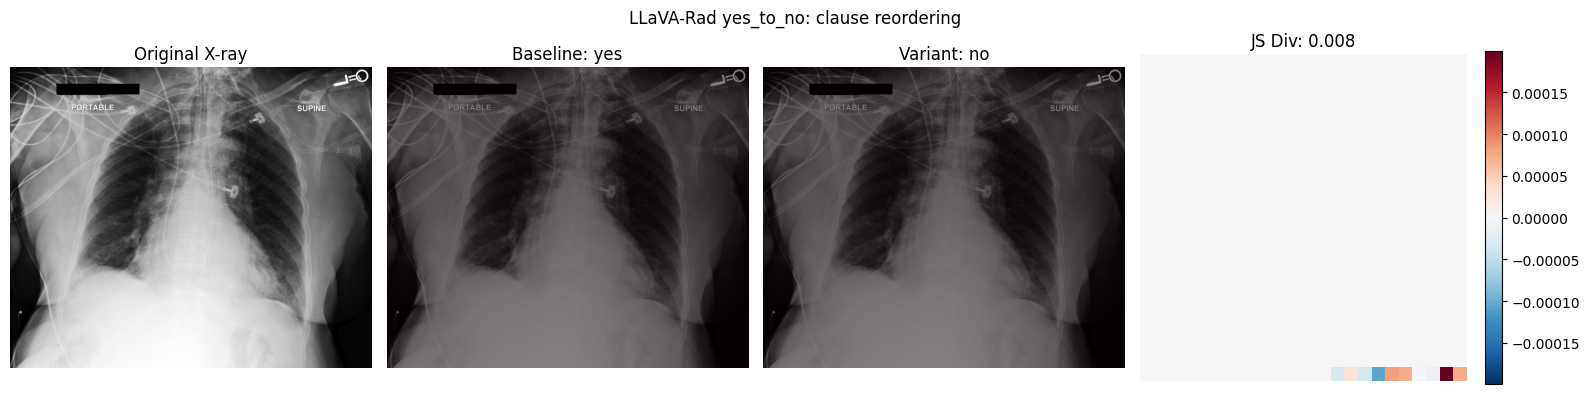 LLaVA-Rad yes_to_no: clause reordering
Original X-ray
Baseline: yes
Variant: no
JS Div: 0.008
PORTABLE
SUPINE
PORTABLE
SUPINE
PORTABLE
SUPINE
0.00015
0.00010
0.00005
0.00000
−0.00005
−0.00010
−0.00015